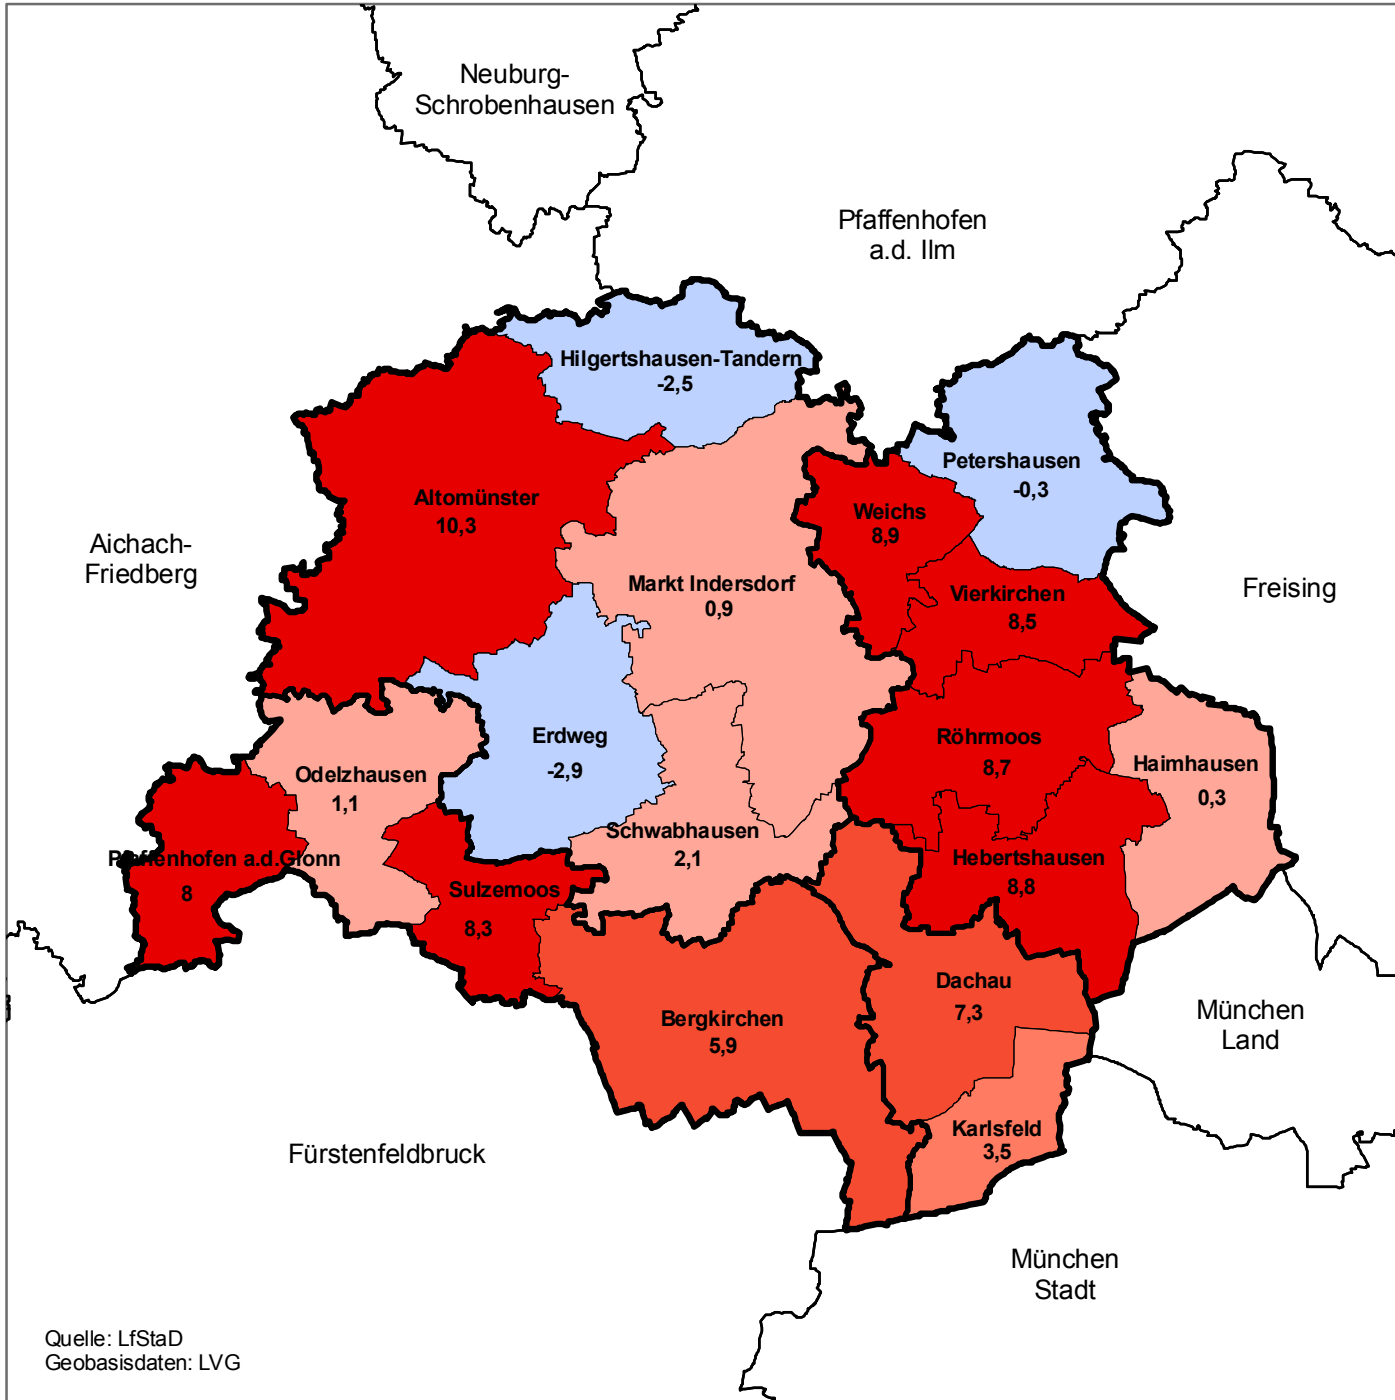 Neuburg-
Schrobenhausen
Pfaffenhofen
a.d. Ilm
Hilgertshausen-Tandern
-2,5
Petershausen
-0,3
Altomünster
10,3
Weichs
8,9
Aichach-
Friedberg
Markt Indersdorf
0,9
Vierkirchen
8,5
Freising
Erdweg
-2,9
Röhrmoos
8,7
Haimhausen
0,3
Odelzhausen
1,1
Schwabhausen
2,1
Pfaffenhofen a.d.Glonn
8
Hebertshausen
8,8
Sulzemoos
8,3
Dachau
7,3
Bergkirchen
5,9
München
Land
Karlsfeld
3,5
Fürstenfeldbruck
München
Stadt
Quelle: LfStaD
Geobasisdaten: LVG